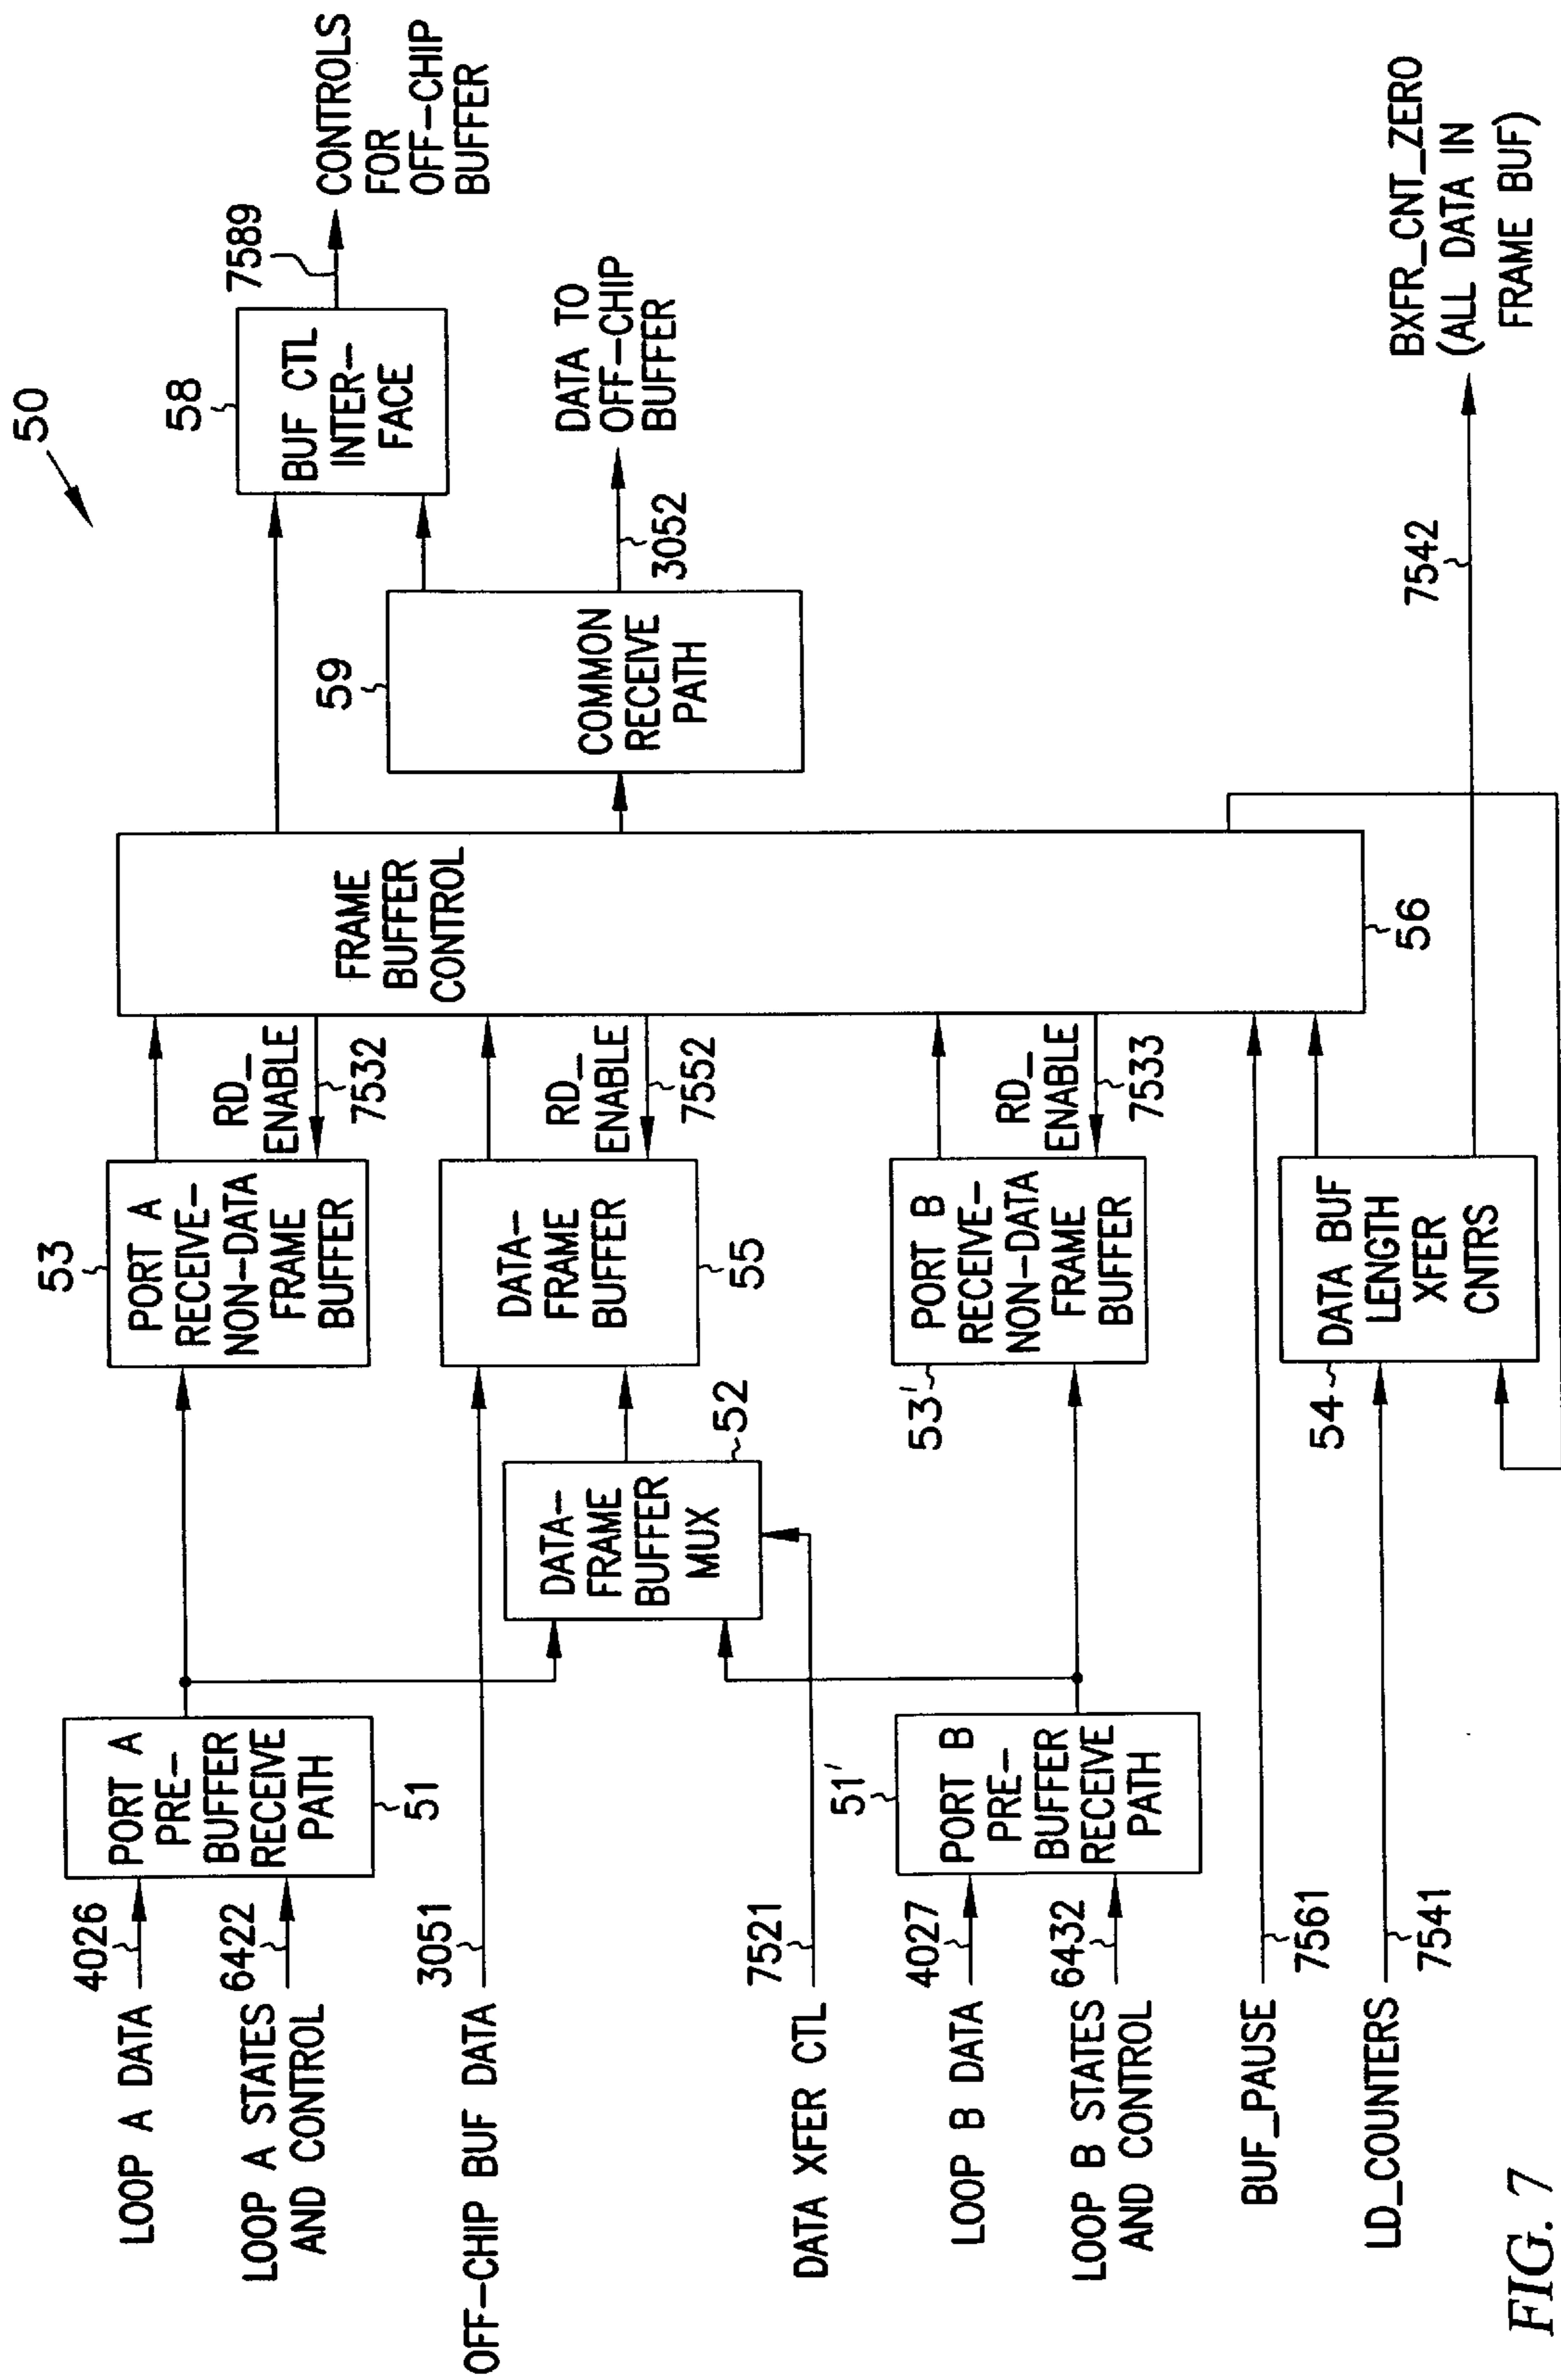 50
LOOP A DATA
4026
LOOP A STATES
AND CONTROL
6422
PORT A
PRE-
BUFFER
RECEIVE
PATH
51
OFF-CHIP BUF DATA
3051
DATA XFER CTL
7521
LOOP B DATA
4027
LOOP B STATES
AND CONTROL
6432
51'
PORT B
PRE-
BUFFER
RECEIVE
PATH
BUF_PAUSE
7561
LD_COUNTERS
7541
DATA-
FRAME
BUFFER
MUX
52
53
PORT A
RECEIVE-
NON-DATA
FRAME
BUFFER
RD_
ENABLE
7532
DATA-
FRAME
BUFFER
55
RD_
ENABLE
7552
53'
PORT B
RECEIVE-
NON-DATA
FRAME
BUFFER
RD_
ENABLE
7533
54
DATA BUF
LENGTH
XFER
CNTRS
FRAME
BUFFER
CONTROL
56
59
COMMON
RECEIVE
PATH
3052
DATA TO
OFF-CHIP
BUFFER
58
BUF CTL
INTER-
FACE
7589
CONTROLS
FOR
OFF-CHIP
BUFFER
7542
BXFR_CNT_ZERO
(ALL DATA IN
FRAME BUF)
FIG. 7